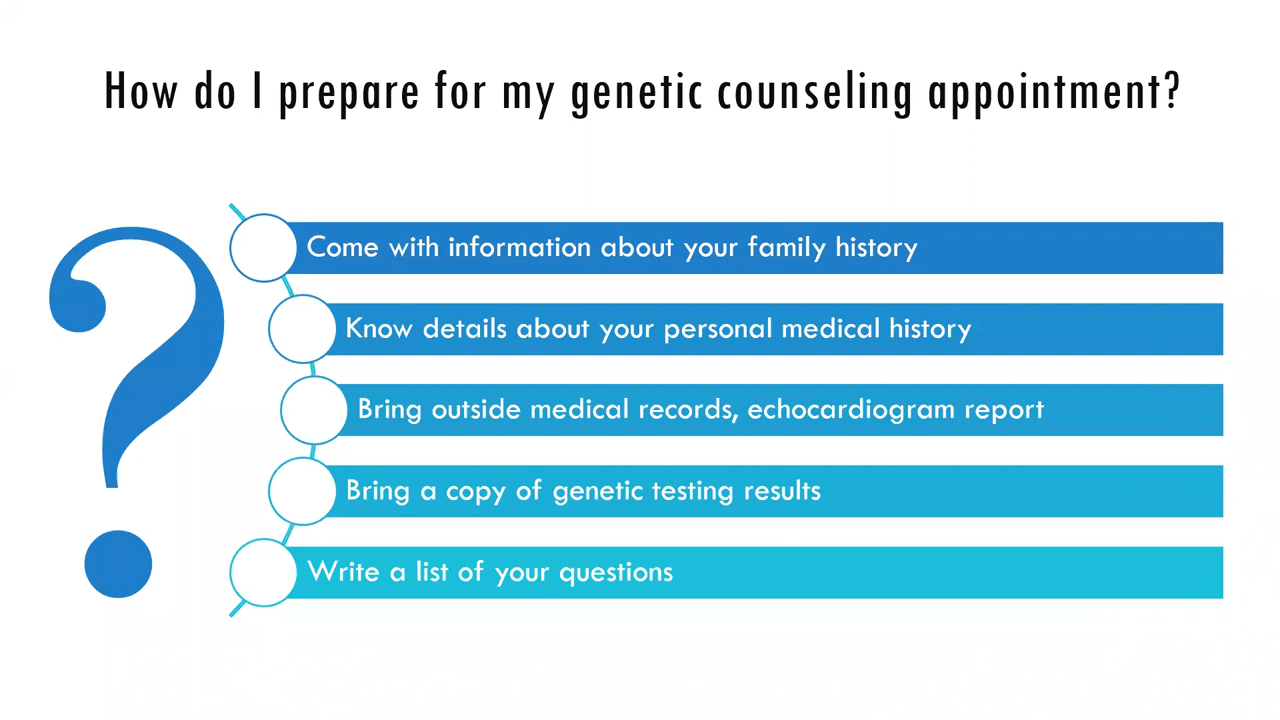 How do I prepare for my genetic counseling appointment?
Come with information about your family history
Know details about your personal medical history
Bring outside medical records, echocardiogram report
Bring a copy of genetic testing results
Write a list of your questions
?